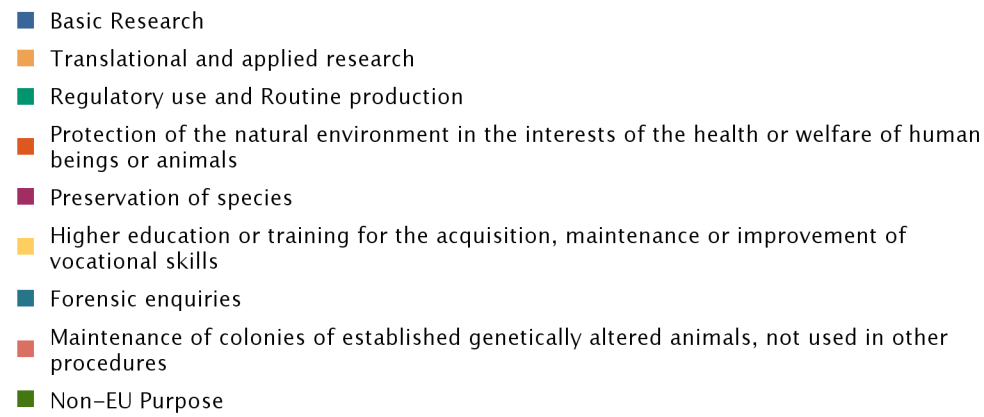 Basic Research
Translational and applied research
Regulatory use and Routine production
Protection of the natural environment in the interests of the health or welfare of human
beings or animals
Preservation of species
Higher education or training for the acquisition, maintenance or improvement of
vocational skills
Forensic enquiries
Maintenance of colonies of established genetically altered animals, not used in other
procedures
Non–EU Purpose